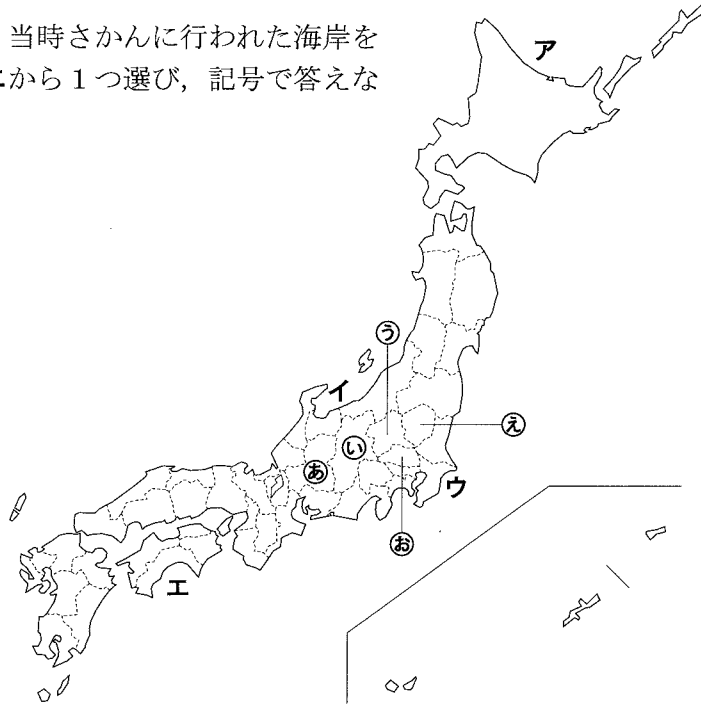 当時さかんに行われた海岸を
から1つ選び，記号で答えな
ア
う
イ
え
い
あ
ウ
お
エ